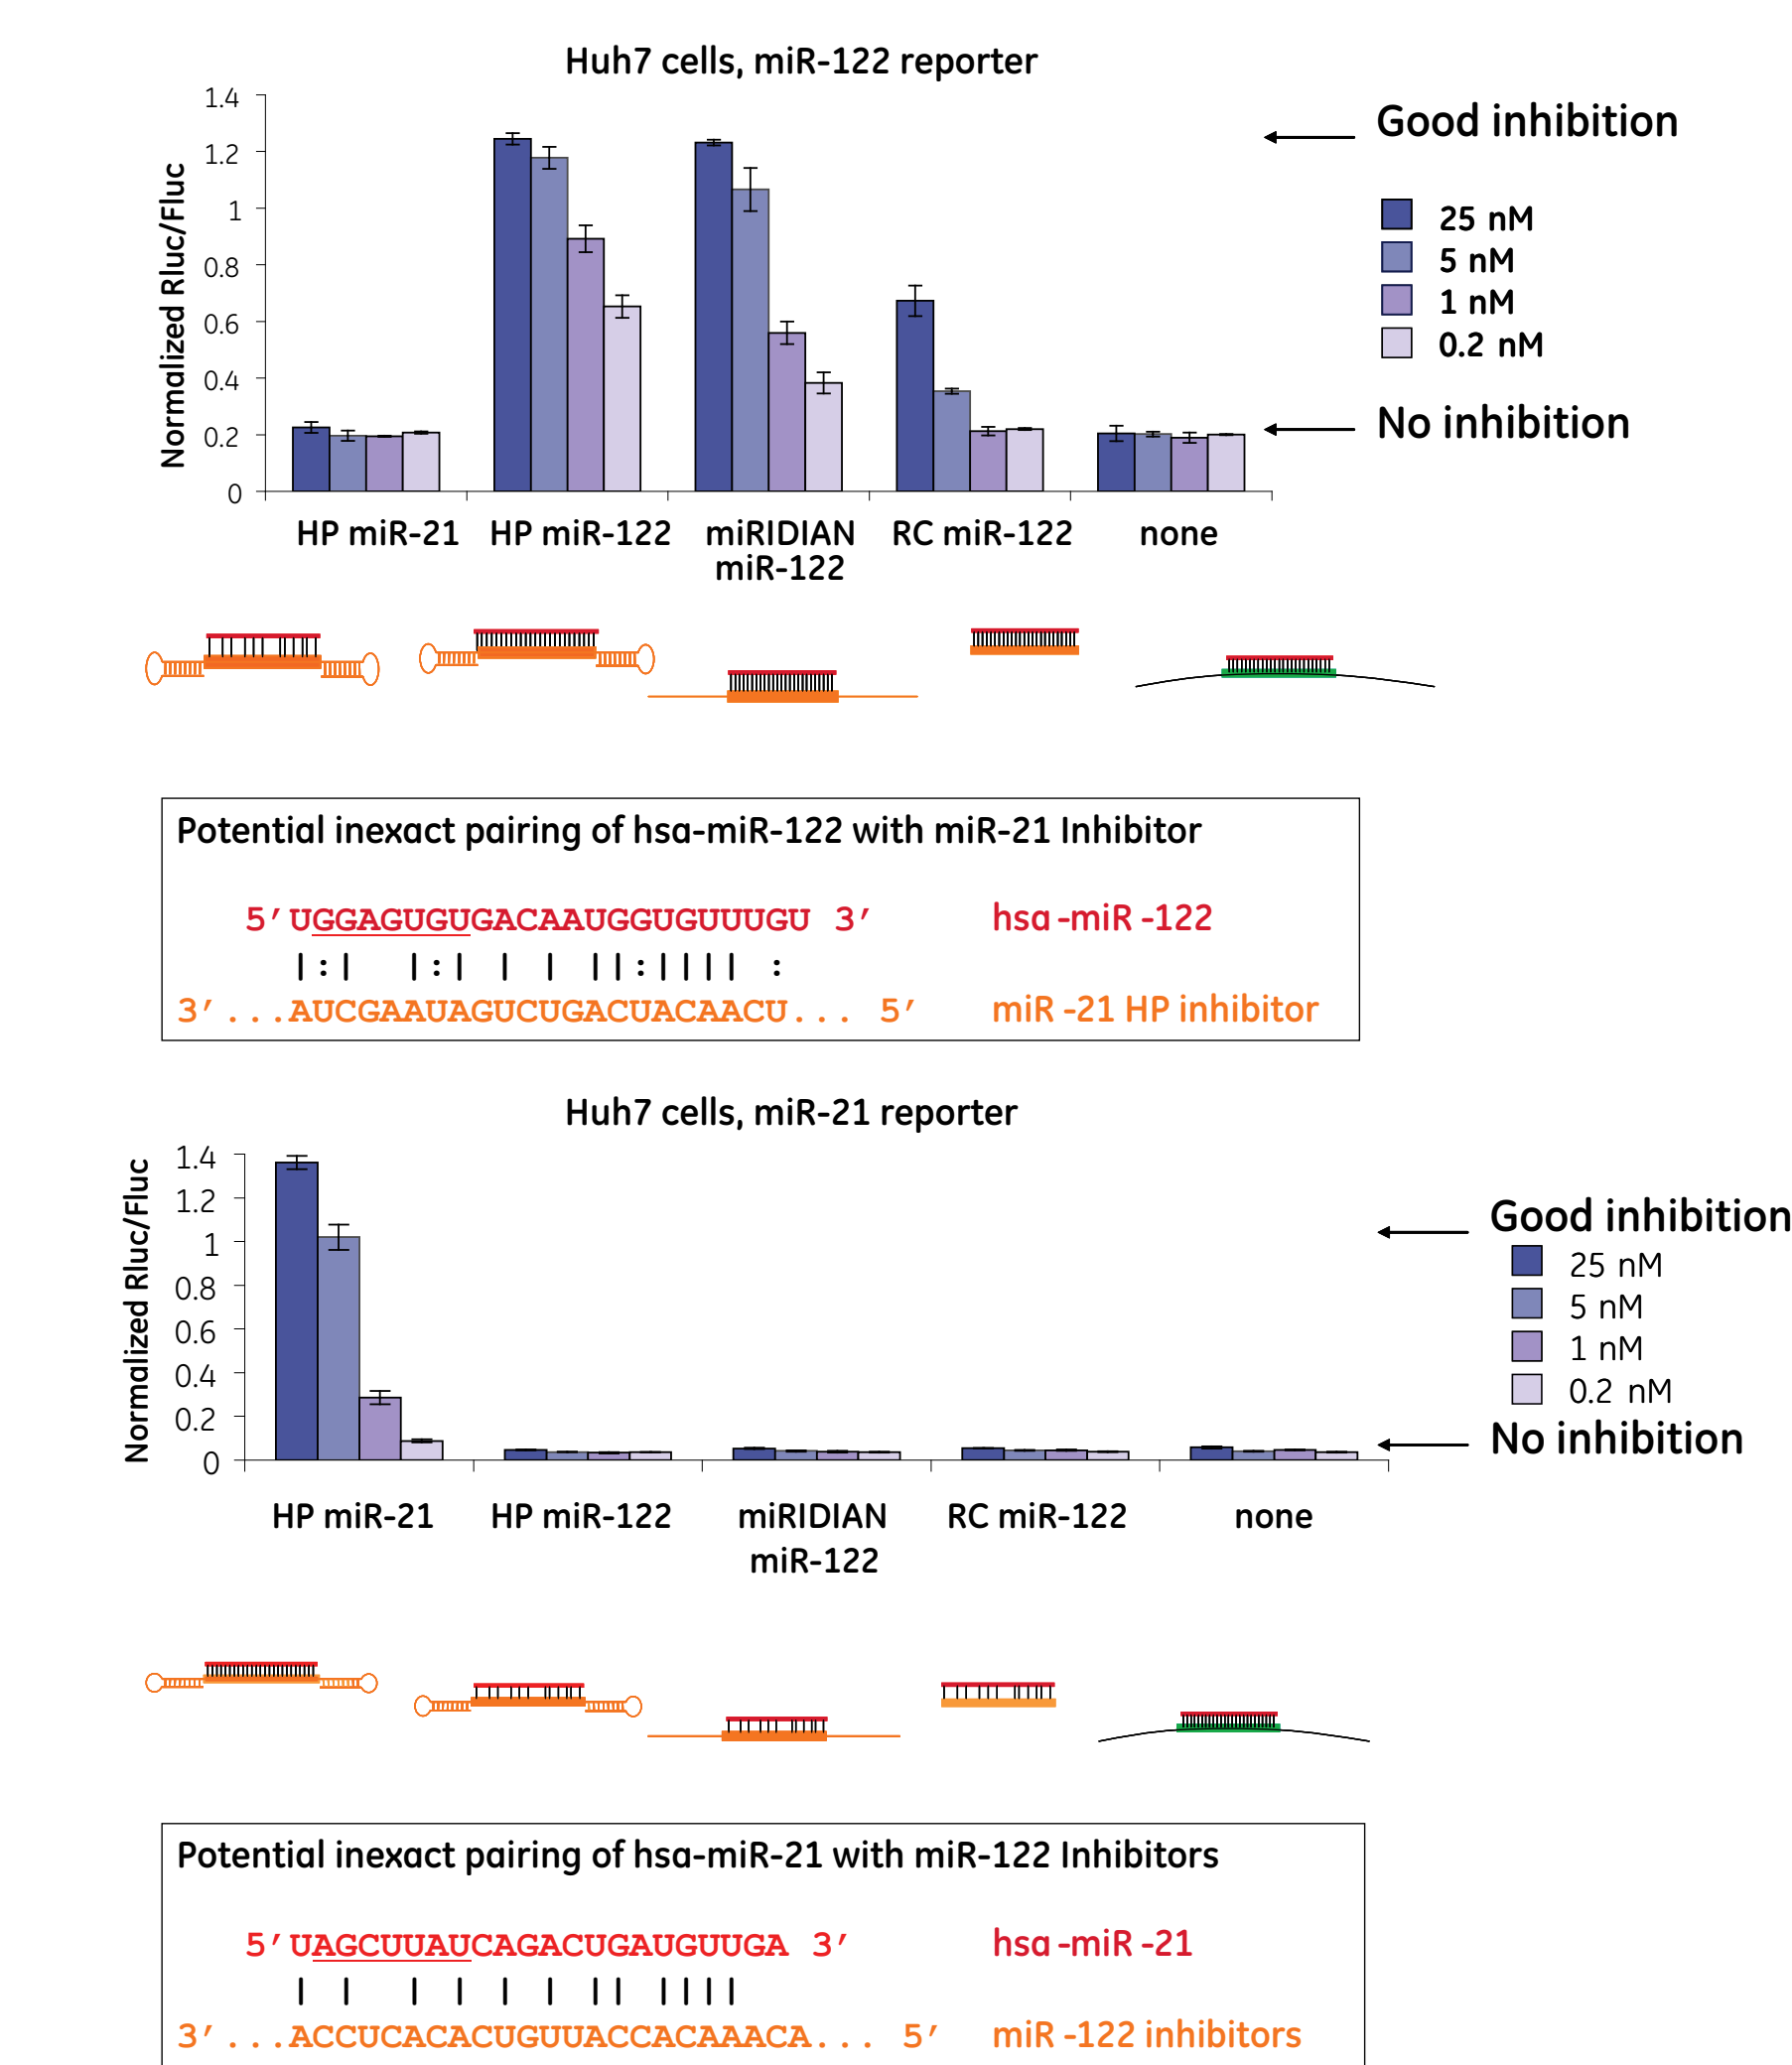 Huh7 cells, miR-122 reporter
Normalized Rluc/Fluc
1.4
1.2
1
0.8
0.6
0.4
0.2
0
Good inhibition
25 nM
5 nM
1 nM
0.2 nM
No inhibition
HP miR-21 HP miR-122 miRIDIAN RC miR-122 none
miR-122
Potential inexact pairing of hsa-miR-122 with miR-21 Inhibitor
5’UGGAGUGUGACAAUGGUGUUUGU 3’ hsa-miR-122
|:| |:| | | ||:|||| :
3’...AUCGAAUAGUCUGACUACAACU... 5’ miR-21 HP inhibitor
Huh7 cells, miR-21 reporter
Normalized Rluc/Fluc
1.4
1.2
1
0.8
0.6
0.4
0.2
0
Good inhibition
25 nM
5 nM
1 nM
0.2 nM
No inhibition
HP miR-21 HP miR-122 miRIDIAN RC miR-122 none
miR-122
Potential inexact pairing of hsa-miR-21 with miR-122 Inhibitors
5’UAGCUUAUCAGACUGAUGUUGA 3’ hsa-miR-21
| | | | | | || ||||
3’...ACCUCACACUGUUACCACAAACA... 5’ miR-122 inhibitors